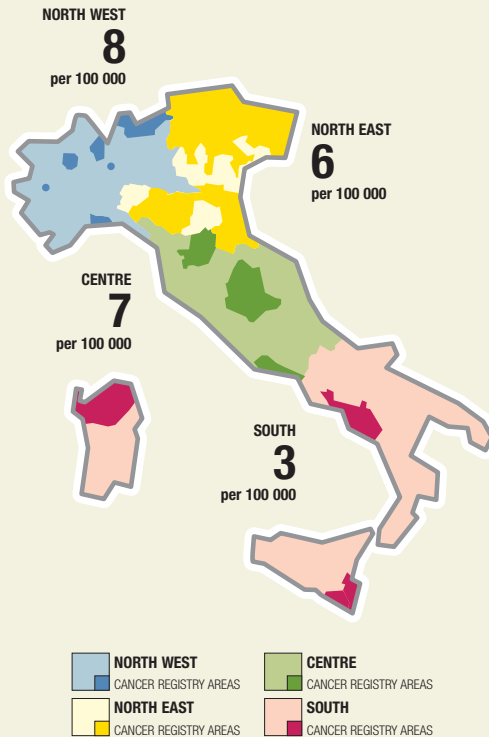 NORTH WEST
8
per 100 000
NORTH EAST
6
per 100 000
CENTRE
7
per 100 000
SOUTH
3
per 100 000
NORTH WEST
CANCER REGISTRY AREAS
CENTRE
CANCER REGISTRY AREAS
NORTH EAST
CANCER REGISTRY AREAS
SOUTH
CANCER REGISTRY AREAS